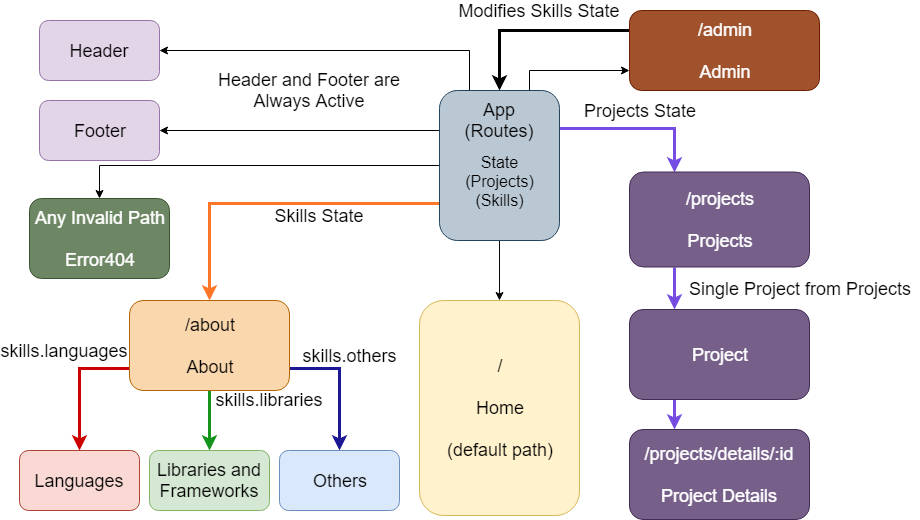 Modifies Skills State
/admin
Admin
Header
Header and Footer are
Always Active
Footer
App
(Routes)
State
(Projects)
(Skills)
Projects State
Any Invalid Path
Error404
Skills State
/projects
Projects
Single Project from Projects
/about
About
skills.languages
skills.others
skills.libraries
/
Home
(default path)
Project
Languages
Libraries and
Frameworks
Others
/projects/details/:id
Project Details